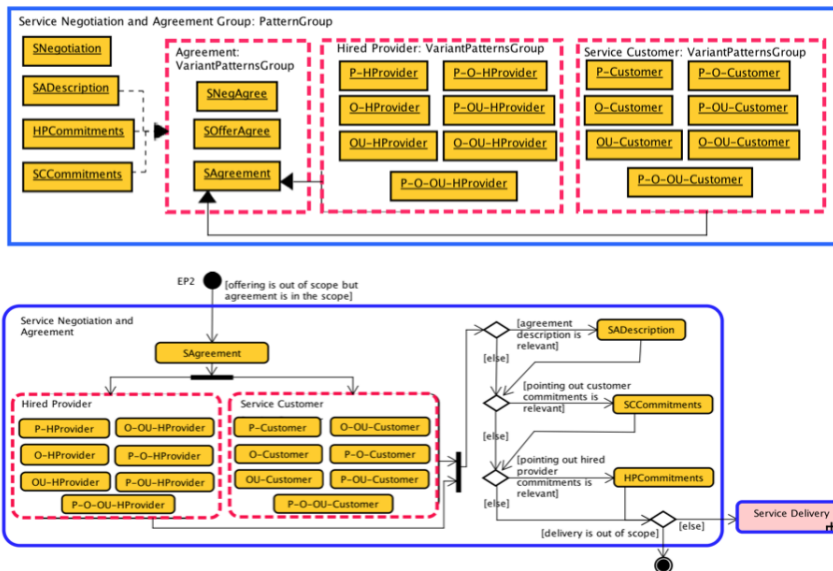 Service Negotiation and Agreement Group: PatternGroup
SNegotiation
SADescription
HPCommitments
SCCommitments
Agreement:
VariantPatternsGroup
SNegAgree
SOfferAgree
SAgreement
Hired Provider: VariantPatternsGroup
P-HProvider
P-O-HProvider
O-HProvider
P-OU-HProvider
OU-HProvider
O-OU-HProvider
P-O-OU-HProvider
Service Customer: VariantPatternsGroup
P-Customer
P-O-Customer
O-Customer
P-OU-Customer
OU-Customer
O-OU-Customer
P-O-OU-Customer
EP2
[offering is out of scope but
agreement is in the scope]
Service Negotiation and
Agreement
SAgreement
Hired Provider
P-HProvider
O-OU-HProvider
O-HProvider
P-O-HProvider
OU-HProvider
P-OU-HProvider
P-O-OU-HProvider
Service Customer
P-Customer
O-OU-Customer
O-Customer
P-O-Customer
OU-Customer
P-OU-Customer
P-O-OU-Customer
[agreement
description is
relevant]
SADescription
[else]
[pointing out customer
commitments is
relevant]
SCCommitments
[else]
[pointing out hired
provider
commitments is
relevant]
HPCommitments
[else]
[delivery is out of scope]
[else]
Service Delivery